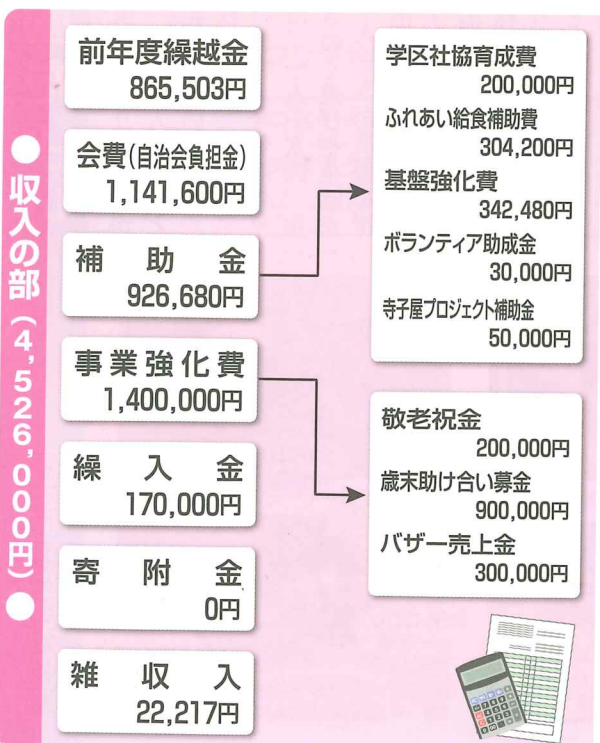 ●収入の部(4,526,000円)●
前年度繰越金
865,503円
会費(自治会負担金)
1,141,600円
補助金
926,680円
事業強化費
1,400,000円
繰入金
170,000円
寄附金
0円
雑収入
22,217円
学区社協育成費
200,000円
ふれあい給食補助費
304,200円
基盤強化費
342,480円
ボランティア助成金
30,000円
寺子屋プロジェクト補助金
50,000円
敬老祝金
200,000円
歳末助け合い募金
900,000円
バザー売上金
300,000円